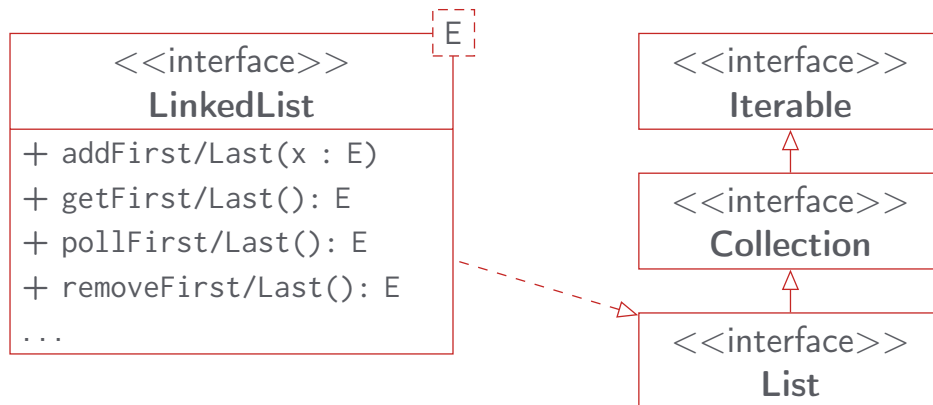 E
<<interface>>
LinkedList
+ addFirst/Last(x : E)
+ getFirst/Last(): E
+ pollFirst/Last(): E
+ removeFirst/Last(): E
...
<<interface>>
Iterable
<<interface>>
Collection
<<interface>>
List